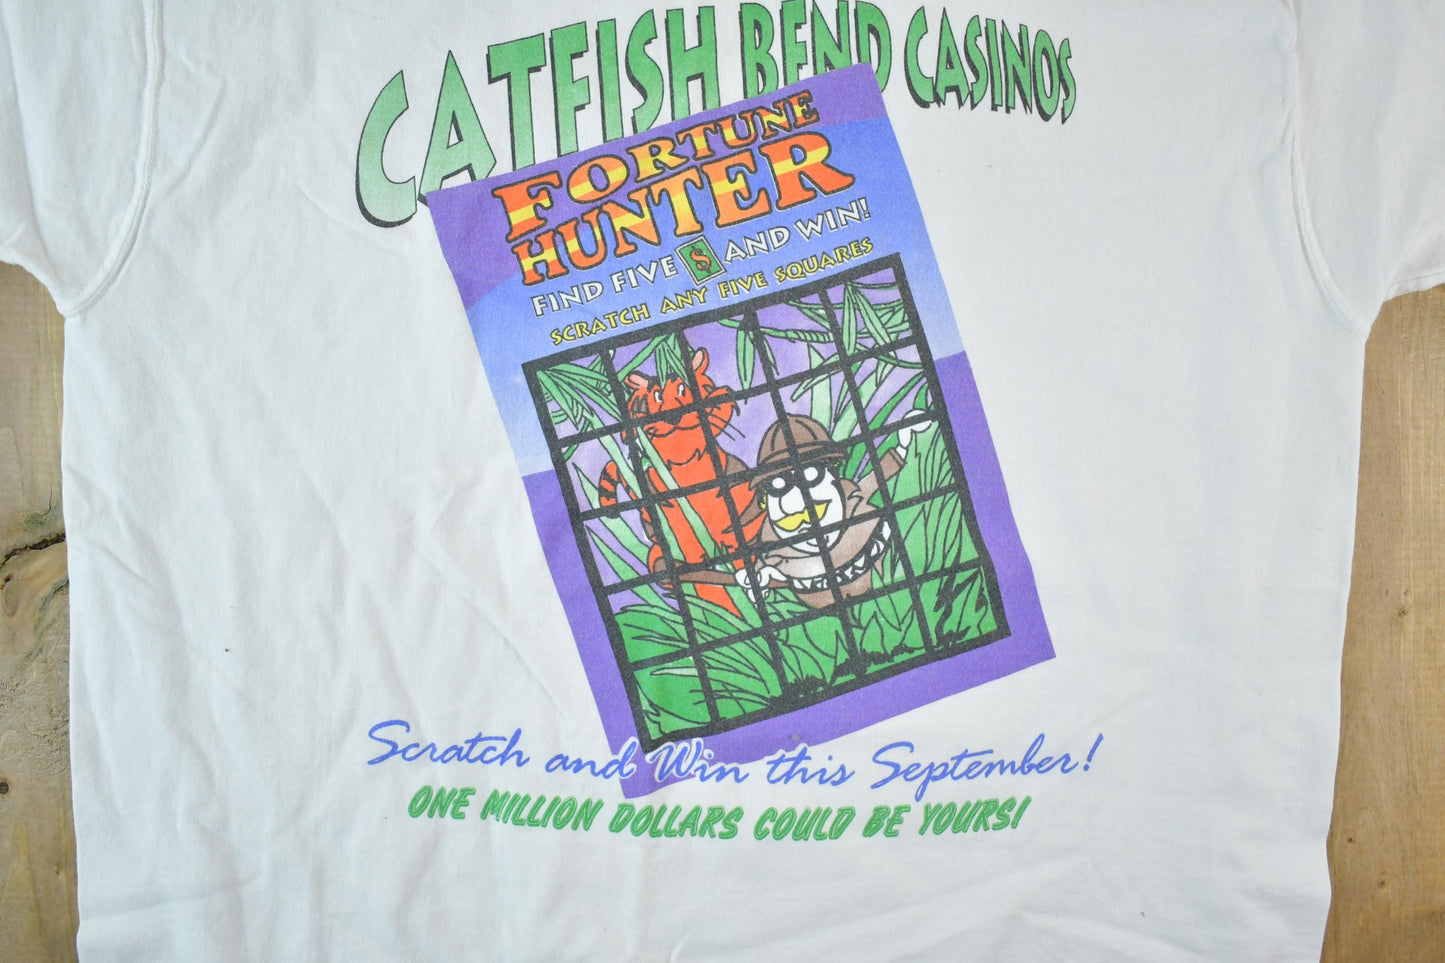 CATFISH BEND CASINOS
FORTUNE
HUNTER
FIND FIVE $ AND WIN!
SCRATCH ANY FIVE SQUARES
Scratch and Win this September!
ONE MILLION DOLLARS COULD BE YOURS!